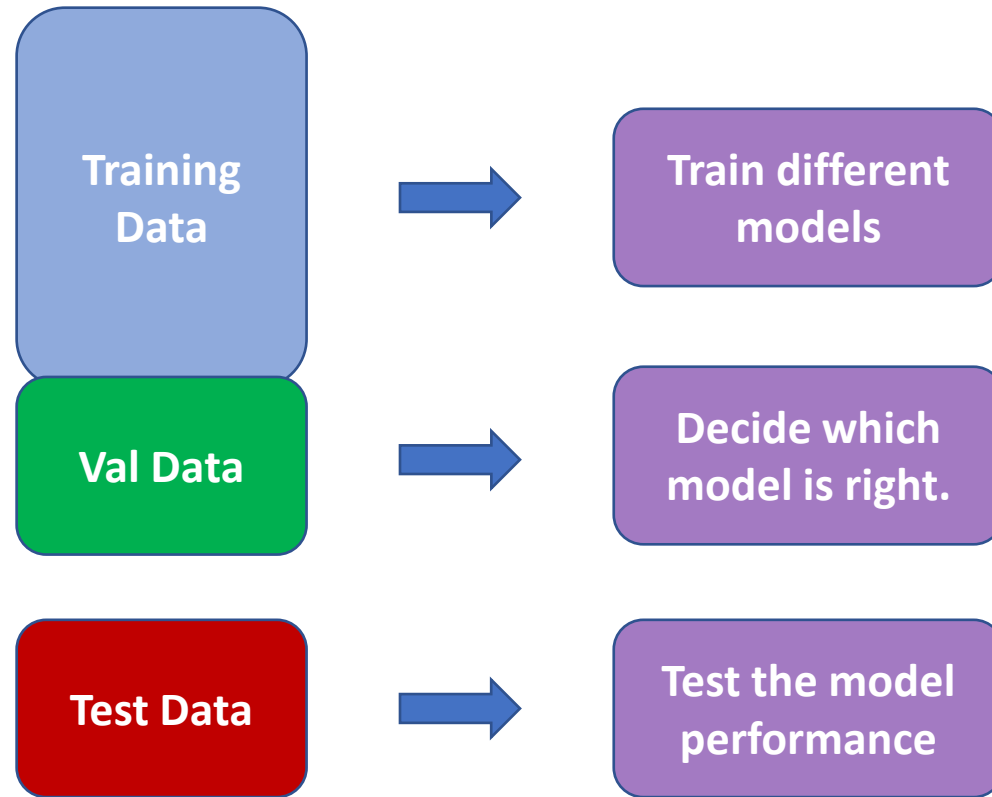 Training
Data
Train different
models
Val Data
Decide which
model is right.
Test Data
Test the model
performance